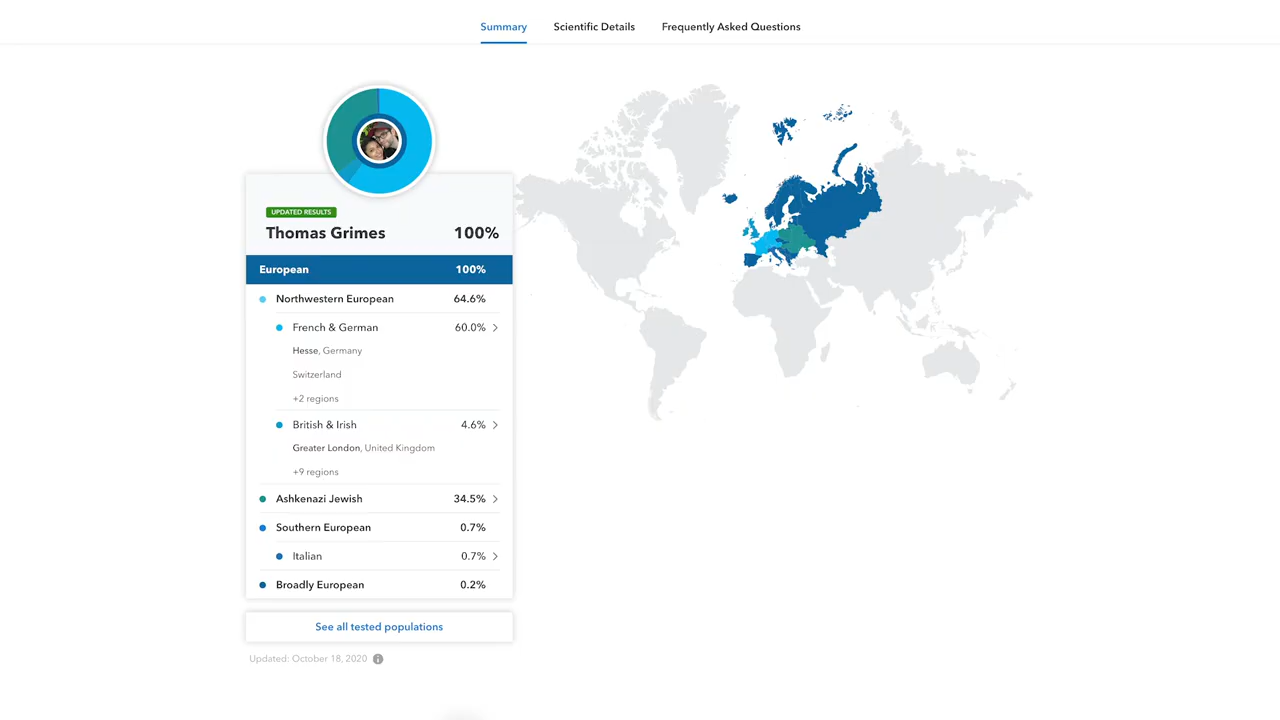 Summary Scientific Details Frequently Asked Questions
UPDATED RESULTS
Thomas Grimes 100%
European 100%
Northwestern European 64.6%
French & German 60.0%
Hesse, Germany
Switzerland
+2 regions
British & Irish 4.6%
Greater London, United Kingdom
+9 regions
Ashkenazi Jewish 34.5%
Southern European 0.7%
Italian 0.7%
Broadly European 0.2%
See all tested populations
Updated: October 18, 2020